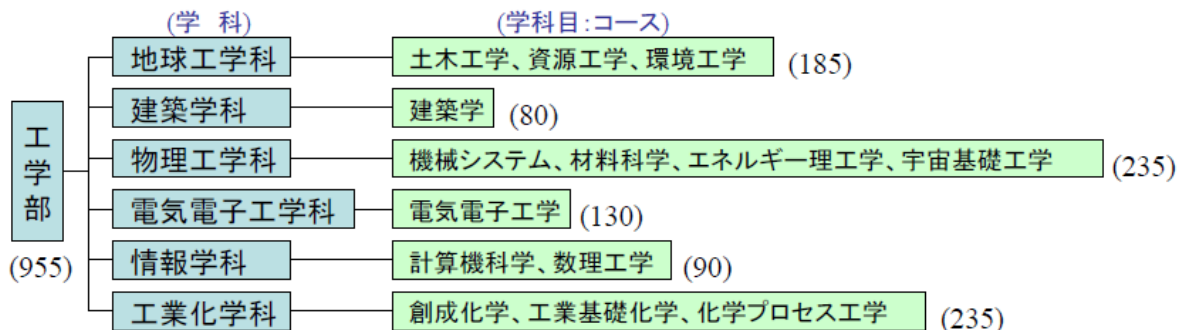 (学 科) (学科目:コース)
地球工学科 土木工学、資源工学、環境工学 (185)
建築学科 建築学 (80)
物理工学科 機械システム、材料科学、エネルギー理工学、宇宙基礎工学 (235)
電気電子工学科 電気電子工学 (130)
情報学科 計算機科学、数理工学 (90)
工業化学科 創成化学、工業基礎化学、化学プロセス工学 (235)
工学部
(955)